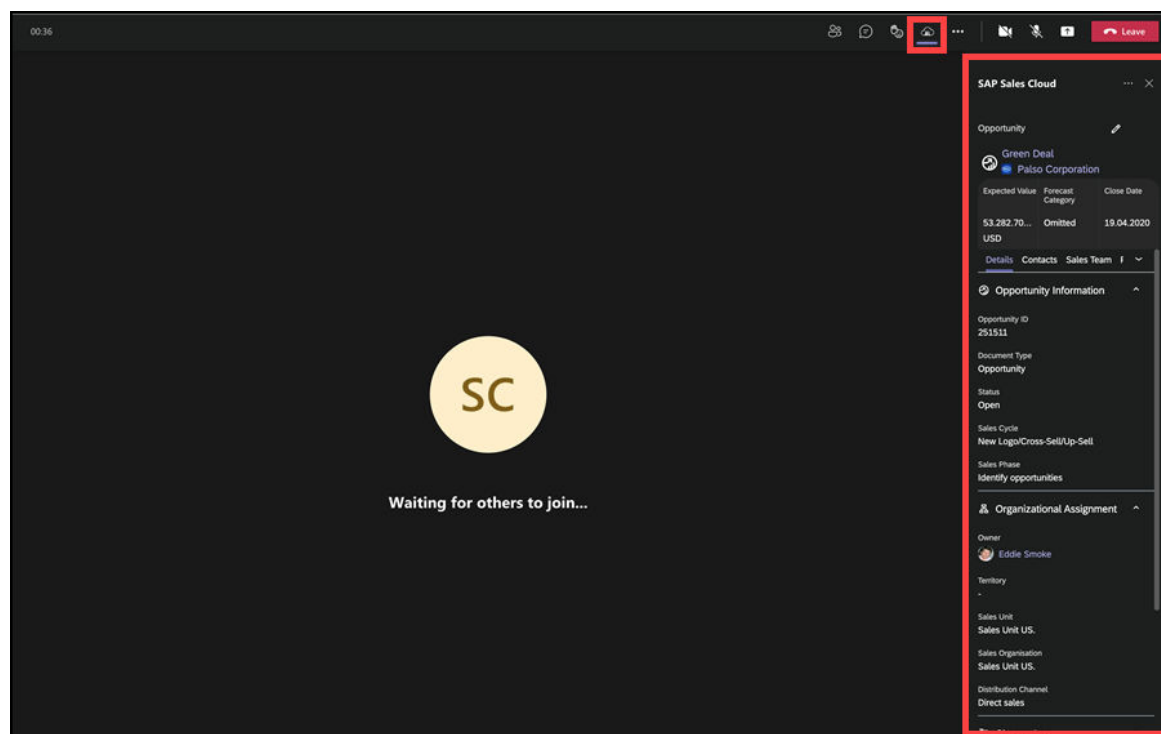 00:36
Leave
SAP Sales Cloud
Opportunity
Green Deal
Palso Corporation
Expected Value Forecast Category Close Date
53.282.70... USD Omitted 19.04.2020
Details Contacts Sales Team
Opportunity Information
Opportunity ID
251511
Document Type
Opportunity
Status
Open
Sales Cycle
New Logo/Cross-Sell/Up-Sell
Sales Phase
Identify opportunities
Organizational Assignment
Owner
Eddie Smoke
Territory
-
Sales Unit
Sales Unit US.
Sales Organisation
Sales Unit US.
Distribution Channel
Direct sales
SC
Waiting for others to join...